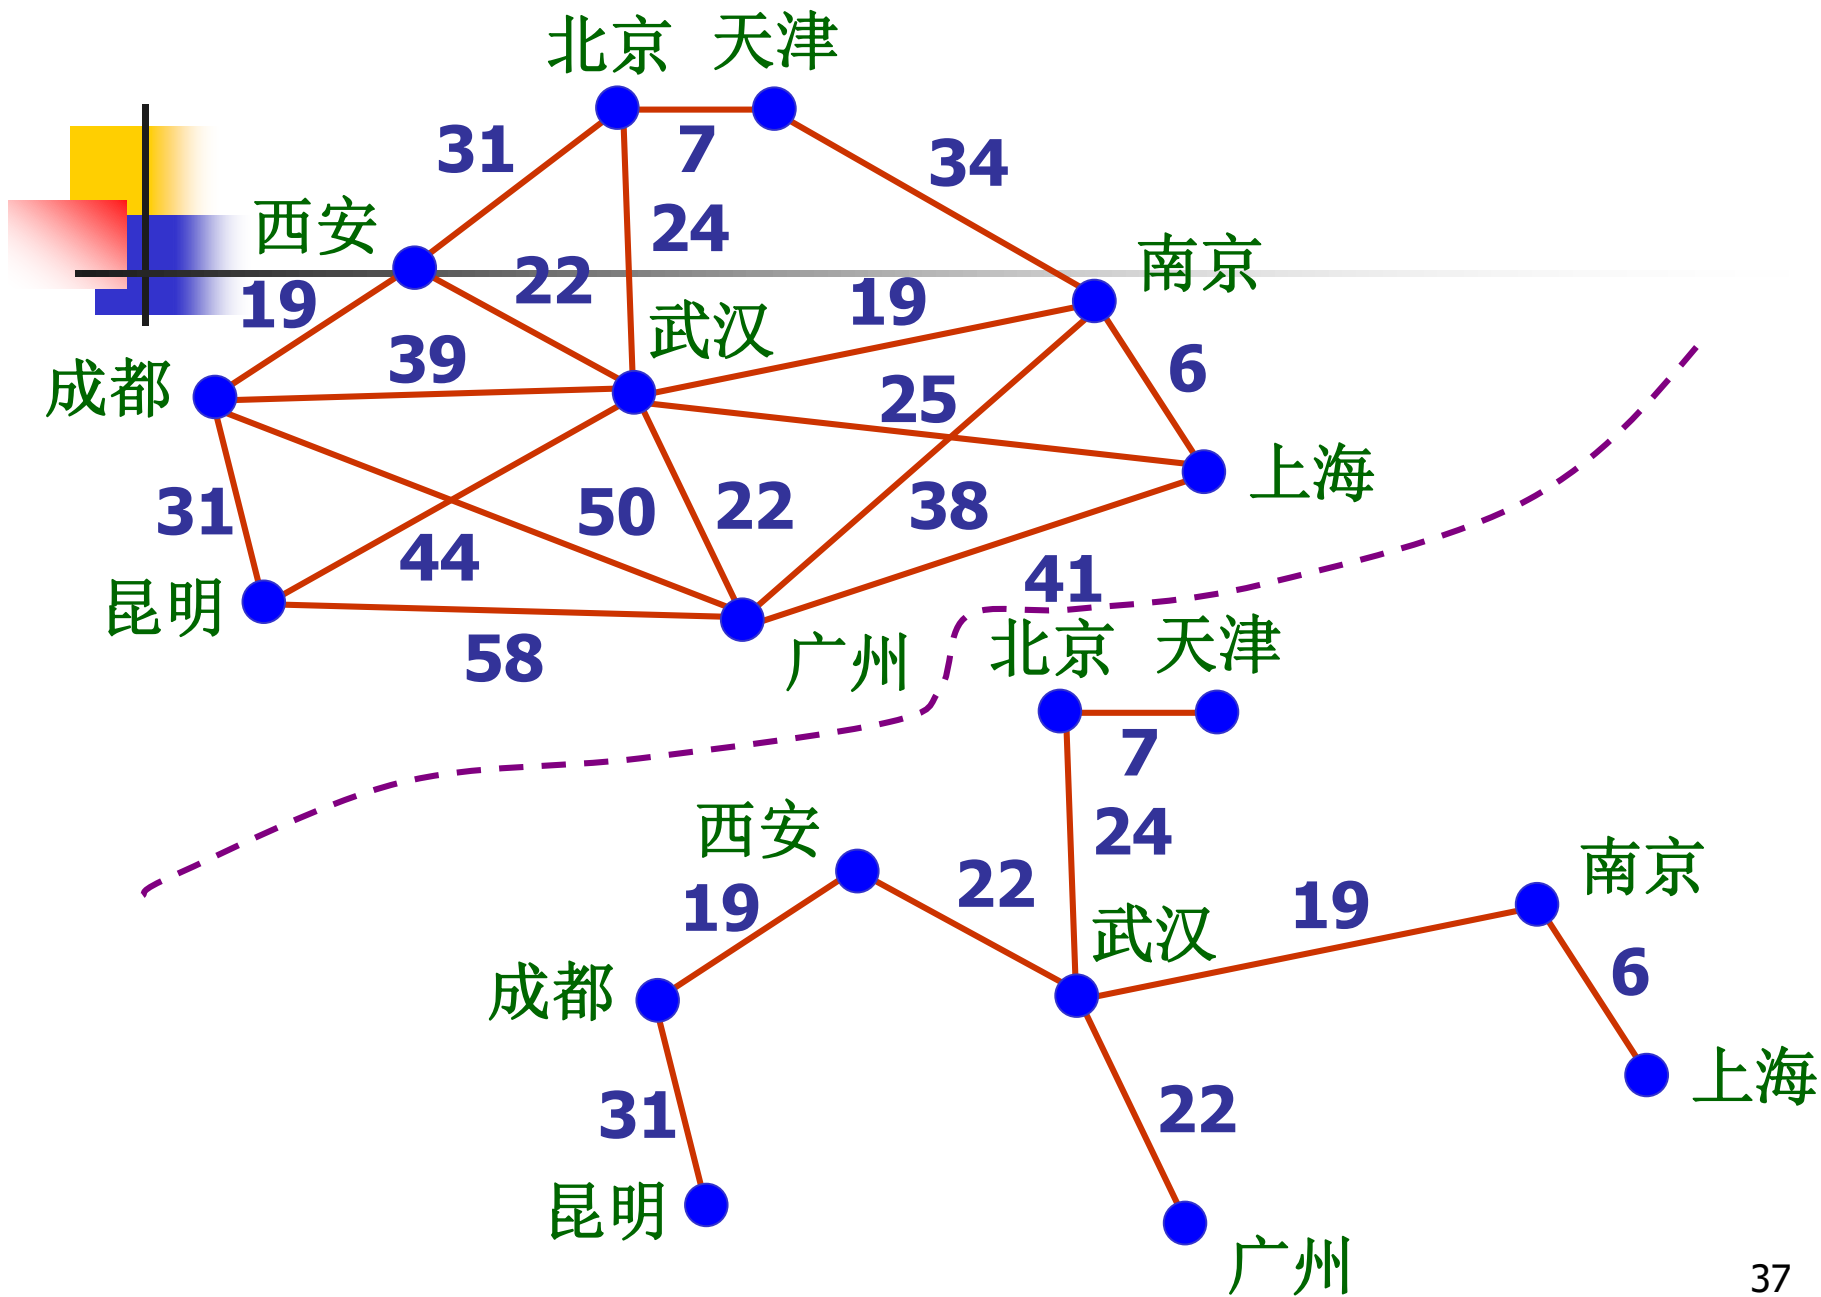 北京 天津
31 7 34
24
西安 南京
22 19
19 武汉
39 6
成都 25
上海
31 50 22 38
44 41
昆明
58 广州
北京 天津
7
西安 24
南京
19 22 19
武汉
成都 6
上海
31 22
昆明
广州
37